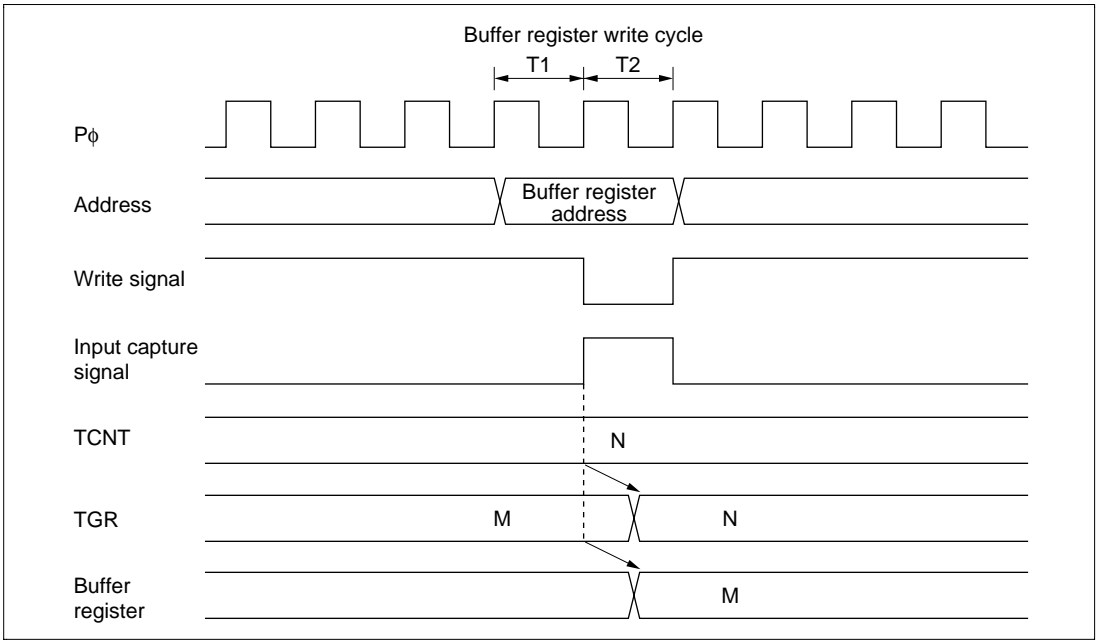 Buffer register write cycle
T1 T2
Pϕ
Address
Buffer register
address
Write signal
Input capture
signal
TCNT
N
TGR
M N
Buffer
register
M